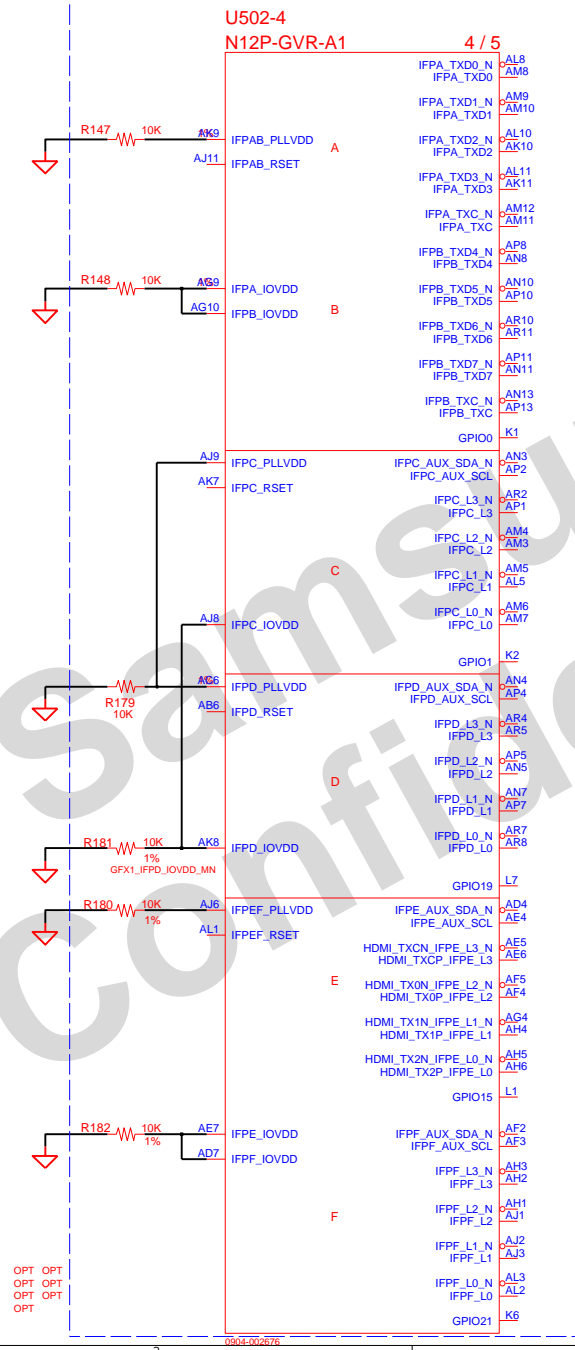 U502-4
N12P-GVR-A1 4 / 5
IFPA_TXD0_N AL8
IFPA_TXD0 AM8
IFPA_TXD1_N AM9
IFPA_TXD1 AM10
R147 10K AK9 IFPAB_PLLVDD
A
IFPA_TXD2_N AL10
IFPA_TXD2 AK10
AJ11 IFPAB_RSET
IFPA_TXD3_N AL11
IFPA_TXD3 AK11
IFPA_TXC_N AM12
IFPA_TXC AM11
IFPB_TXD4_N AP8
IFPB_TXD4 AN8
R148 10K AG9 IFPA_IOVDD
IFPB_TXD5_N AN10
IFPB_TXD5 AP10
AG10 IFPB_IOVDD
B
IFPB_TXD6_N AR10
IFPB_TXD6 AR11
IFPB_TXD7_N AP11
IFPB_TXD7 AN11
IFPB_TXC_N AN13
IFPB_TXC AP13
GPIO0 K1
AJ9 IFPC_PLLVDD
IFPC_AUX_SDA_N AN3
IFPC_AUX_SCL AP2
AK7 IFPC_RSET
IFPC_L3_N AR2
IFPC_L3 AP1
IFPC_L2_N AM4
IFPC_L2 AM3
C
IFPC_L1_N AM5
IFPC_L1 AL5
IFPC_L0_N AM6
IFPC_L0 AM7
AJ8 IFPC_IOVDD
GPIO1 K2
R179
10K
IFPD_PLLVDD
IFPD_AUX_SDA_N AN4
IFPD_AUX_SCL AP4
AB6 IFPD_RSET
IFPD_L3_N AR4
IFPD_L3 AR5
IFPD_L2_N AP5
IFPD_L2 AN5
D
IFPD_L1_N AN7
IFPD_L1 AP7
IFPD_L0_N AR7
IFPD_L0 AR8
R181 10K AK8 IFPD_IOVDD
1%
GFX1_IFPD_IOVDD_MN
GPIO19 L7
R180 10K AJ6 IFPEF_PLLVDD
1%
IFPE_AUX_SDA_N AD4
IFPE_AUX_SCL AE4
AL1 IFPEF_RSET
HDMI_TXCN_IFPE_L3_N AE5
HDMI_TXCP_IFPE_L3 AE6
E
HDMI_TX0N_IFPE_L2_N AF5
HDMI_TX0P_IFPE_L2 AF4
HDMI_TX1N_IFPE_L1_N AG4
HDMI_TX1P_IFPE_L1 AH4
HDMI_TX2N_IFPE_L0_N AH5
HDMI_TX2P_IFPE_L0 AH6
GPIO15 L1
R182 10K AE7 IFPE_IOVDD
1%
IFPF_AUX_SDA_N AF2
IFPF_AUX_SCL AF3
AD7 IFPF_IOVDD
IFPF_L3_N AH3
IFPF_L3 AH2
F
IFPF_L2_N AH1
IFPF_L2 AJ1
IFPF_L1_N AJ2
IFPF_L1 AJ3
IFPF_L0_N AL3
IFPF_L0 AL2
GPIO21 K6
OPT OPT
OPT OPT
OPT OPT
OPT
0904-002676